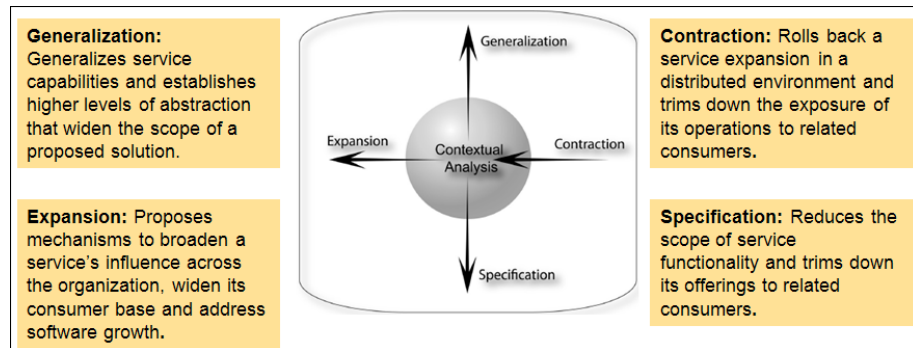 Generalization:
Generalizes service
capabilities and establishes
higher levels of abstraction
that widen the scope of a
proposed solution.
Expansion: Proposes
mechanisms to broaden a
service's influence across
the organization, widen its
consumer base and address
software growth.
Generalization
Expansion
Contextual
Analysis
Contraction
Specification
Contraction: Rolls back a
service expansion in a
distributed environment and
trims down the exposure of
its operations to related
consumers.
Specification: Reduces the
scope of service
functionality and trims down
its offerings to related
consumers.